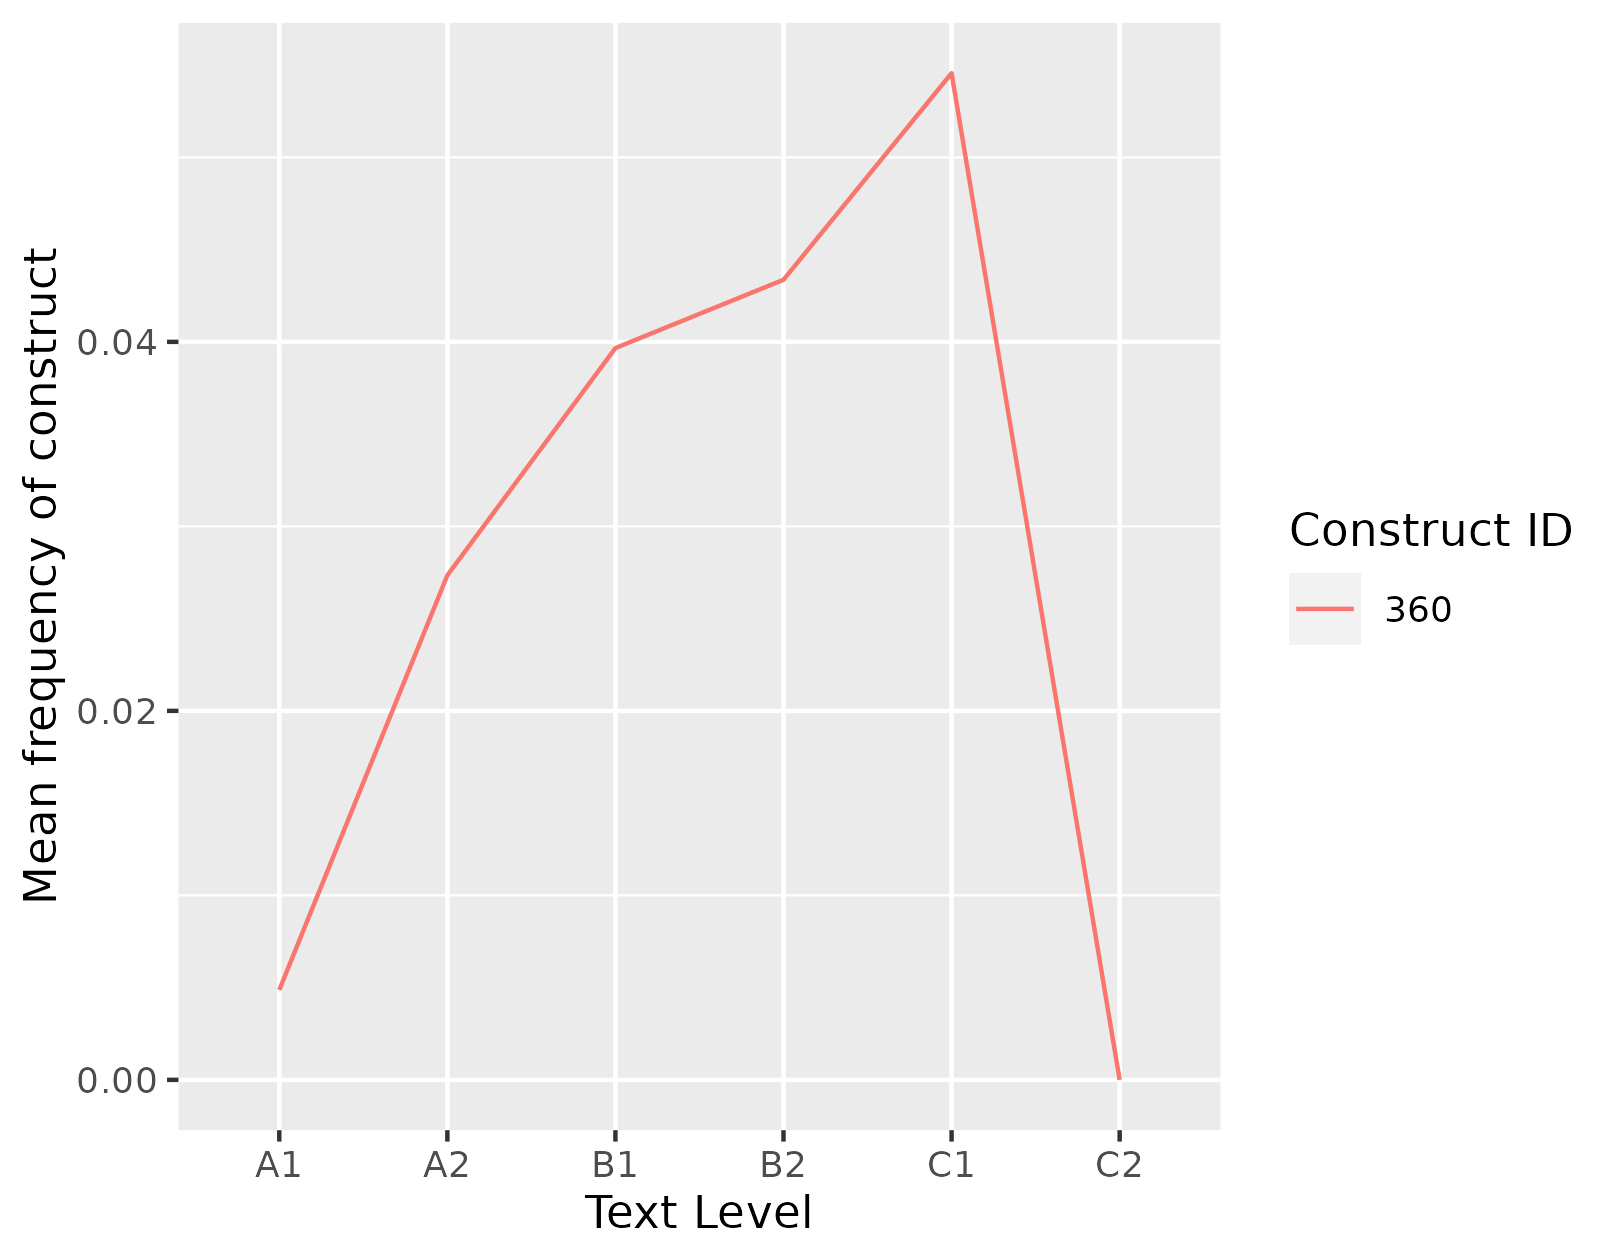 Mean frequency of construct
0.04
0.02
0.00
A1 A2 B1 B2 C1 C2
Text Level
Construct ID
360